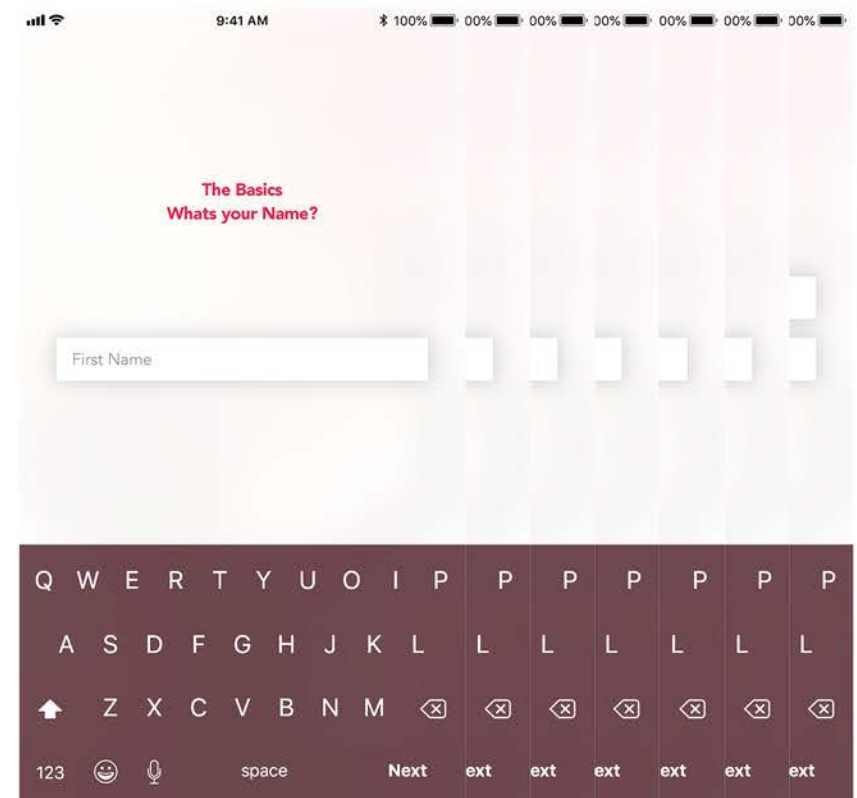 9:41 AM 100% 00% 00% 00% 00% 00% 00%
The Basics
Whats your Name?
First Name
Q W E R T Y U O I P P P P P P P
A S D F G H J K L L L L L L L
Z X C V B N M
123 space Next ext ext ext ext ext ext